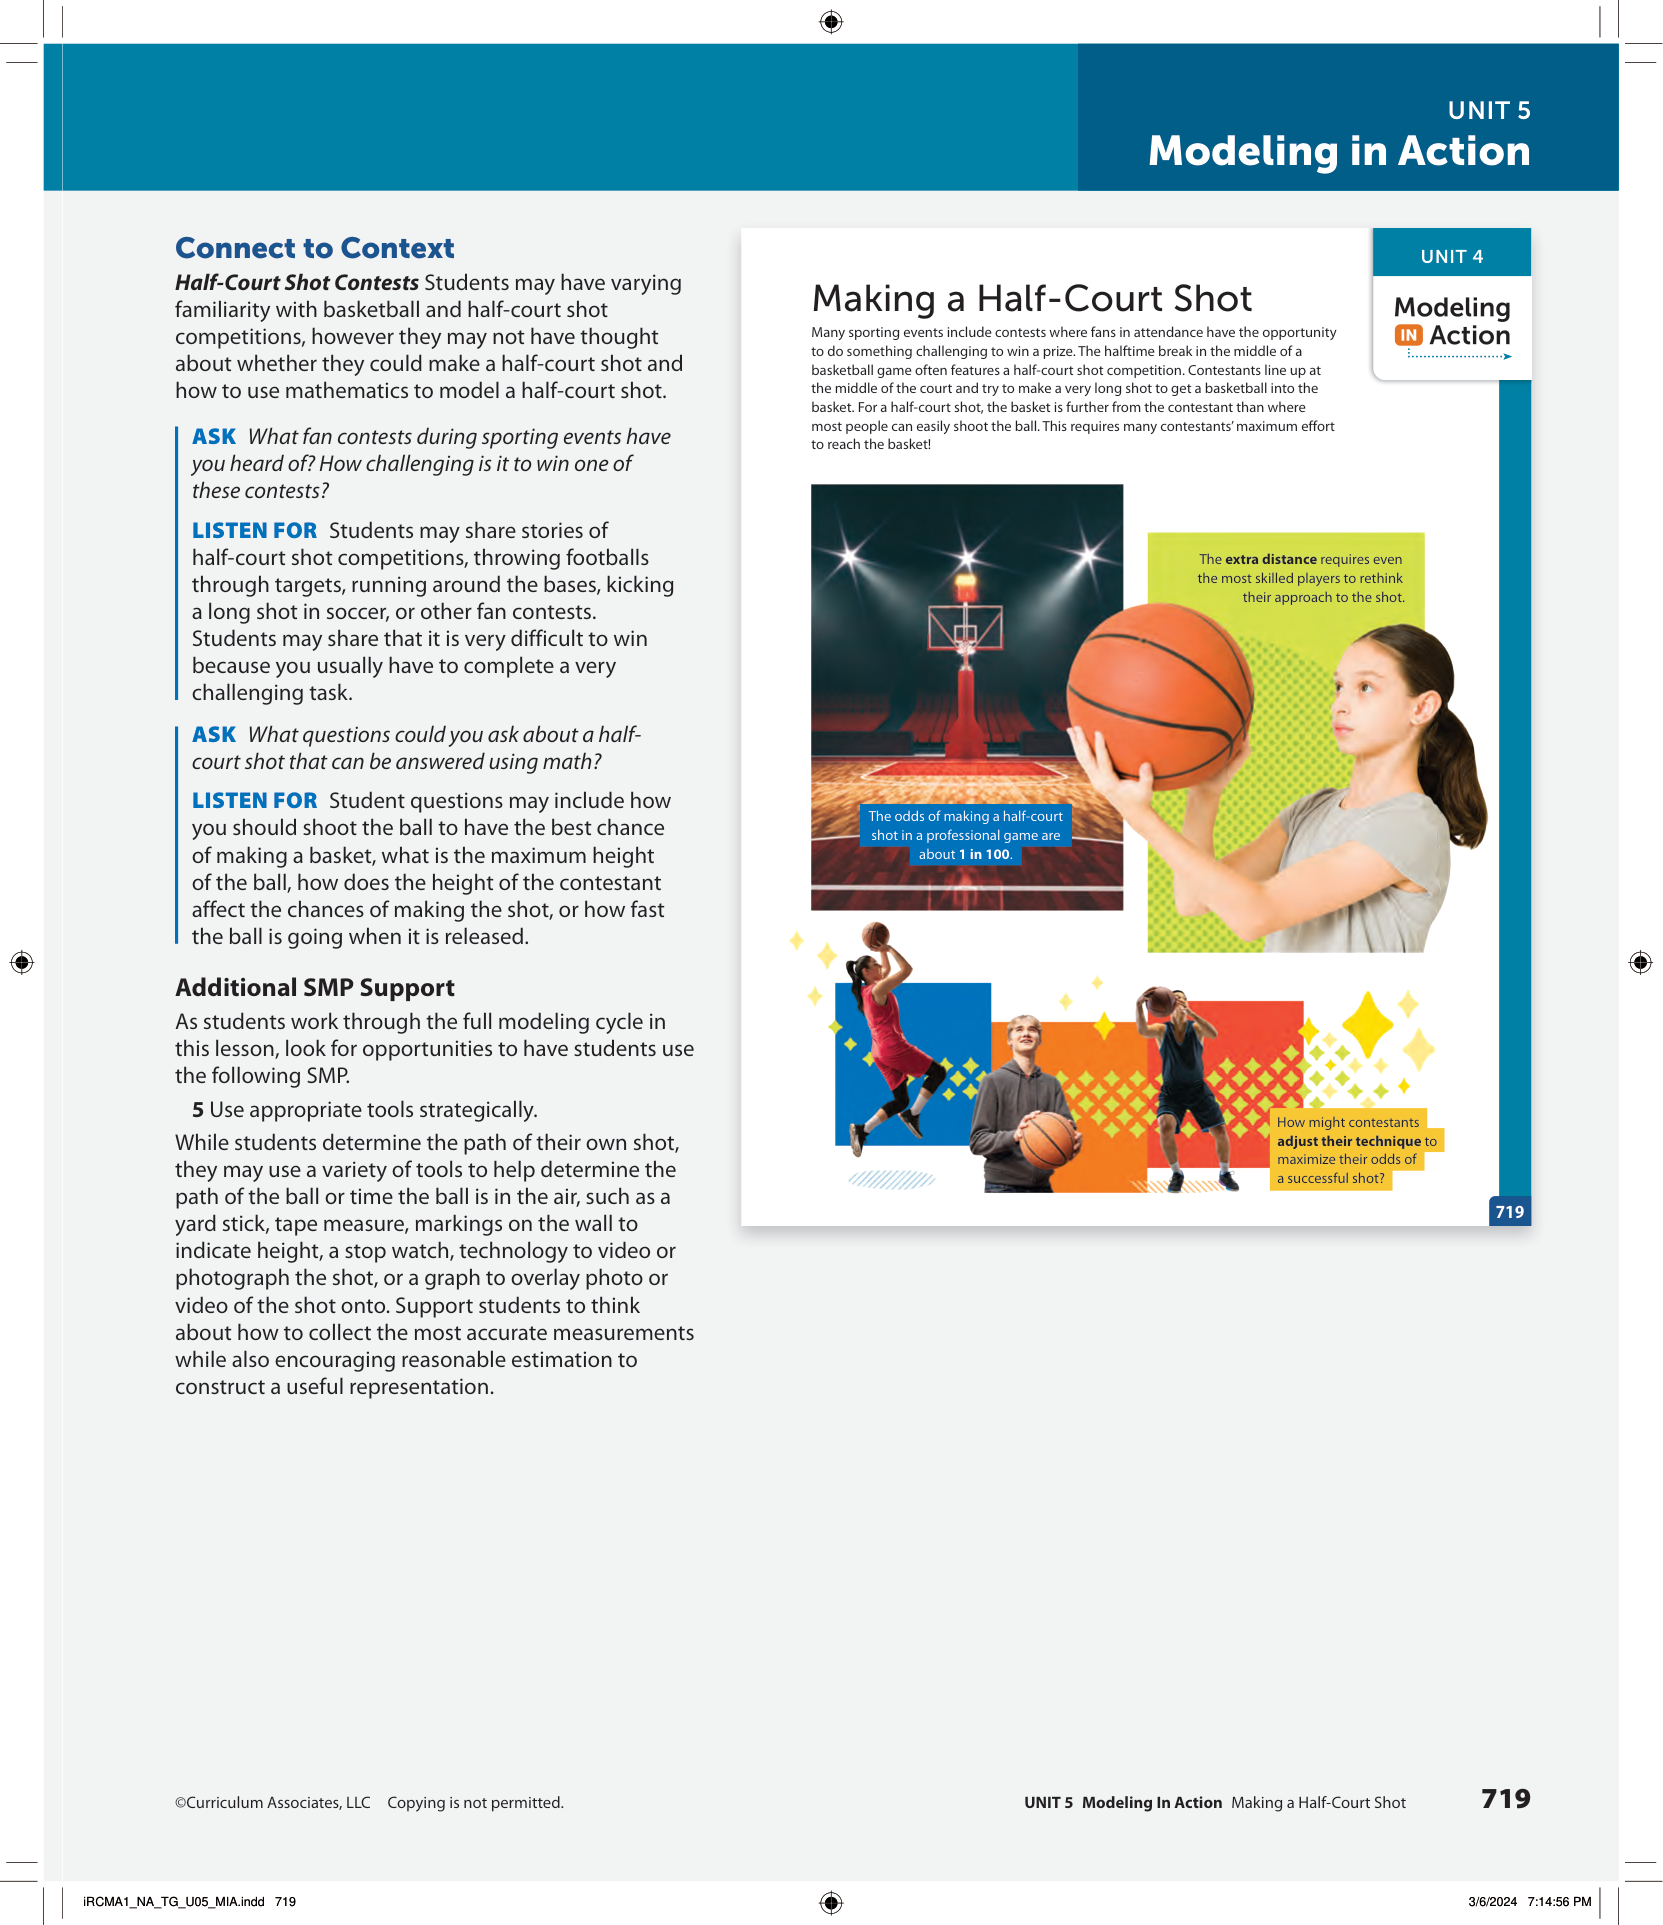 UNIT 5
Modeling in Action
Connect to Context
Half-Court Shot Contests Students may have varying
familiarity with basketball and half-court shot
competitions, however they may not have thought
about whether they could make a half-court shot and
how to use mathematics to model a half-court shot.
ASK What fan contests during sporting events have
you heard of? How challenging is it to win one of
these contests?
LISTEN FOR Students may share stories of
half-court shot competitions, throwing footballs
through targets, running around the bases, kicking
a long shot in soccer, or other fan contests.
Students may share that it is very difficult to win
because you usually have to complete a very
challenging task.
ASK What questions could you ask about a half-
court shot that can be answered using math?
LISTEN FOR Student questions may include how
you should shoot the ball to have the best chance
of making a basket, what is the maximum height
of the ball, how does the height of the contestant
affect the chances of making the shot, or how fast
the ball is going when it is released.
Additional SMP Support
As students work through the full modeling cycle in
this lesson, look for opportunities to have students use
the following SMP.
5 Use appropriate tools strategically.
While students determine the path of their own shot,
they may use a variety of tools to help determine the
path of the ball or time the ball is in the air, such as a
yard stick, tape measure, markings on the wall to
indicate height, a stop watch, technology to video or
photograph the shot, or a graph to overlay photo or
video of the shot onto. Support students to think
about how to collect the most accurate measurements
while also encouraging reasonable estimation to
construct a useful representation.
UNIT 4
Modeling
IN Action
Making a Half-Court Shot
Many sporting events include contests where fans in attendance have the opportunity
to do something challenging to win a prize. The halftime break in the middle of a
basketball game often features a half-court shot competition. Contestants line up at
the middle of the court and try to make a very long shot to get a basketball into the
basket. For a half-court shot, the basket is further from the contestant than where
most people can easily shoot the ball. This requires many contestants' maximum effort
to reach the basket!
The extra distance requires even
the most skilled players to rethink
their approach to the shot.
The odds of making a half-court
shot in a professional game are
about 1 in 100.
How might contestants
adjust their technique to
maximize their odds of
a successful shot?
719
©Curriculum Associates, LLC Copying is not permitted.
UNIT 5 Modeling In Action Making a Half-Court Shot 719
iRCMA1_NA_TG_U05_MIA.indd 719
3/6/2024 7:14:56 PM